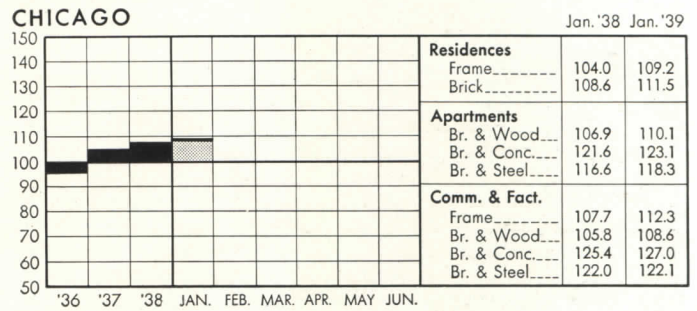 CHICAGO
Jan. '38 Jan. '39
150
140
130
120
110
100
90
80
70
60
50
'36 '37 '38 JAN. FEB. MAR. APR. MAY JUN.
Residences
Frame 104.0 109.2
Brick 108.6 111.5
Apartments
Br. & Wood 106.9 110.1
Br. & Conc. 121.6 123.1
Br. & Steel 116.6 118.3
Comm. & Fact.
Frame 107.7 112.3
Br. & Wood 105.8 108.6
Br. & Conc. 125.4 127.0
Br. & Steel 122.0 122.1